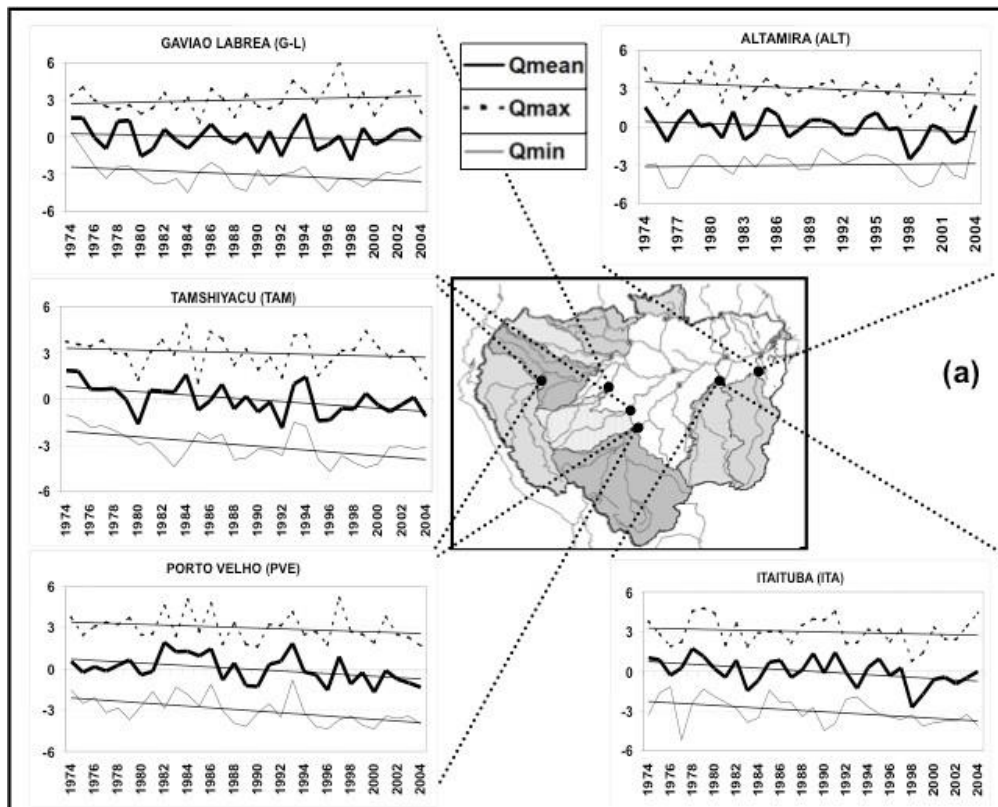 GAVIAO LABREA (G-L)
6
3
0
-3
-6
1974 1976 1978 1980 1982 1984 1986 1988 1990 1992 1994 1996 1998 2000 2002 2004
Qmean
Qmax
Qmin
ALTAMIRA (ALT)
6
3
0
-3
-6
1974 1977 1980 1983 1986 1989 1992 1995 1998 2001 2004
TAMSHIYACU (TAM)
6
3
0
-3
-6
1974 1976 1978 1980 1982 1984 1986 1988 1990 1992 1994 1996 1998 2000 2002 2004
(a)
PORTO VELHO (PVE)
6
3
0
-3
-6
1974 1976 1978 1980 1982 1984 1986 1988 1990 1992 1994 1996 1998 2000 2002 2004
ITAITUBA (ITA)
6
3
0
-3
-6
1974 1976 1978 1980 1982 1984 1986 1988 1990 1992 1994 1996 1998 2000 2002 2004